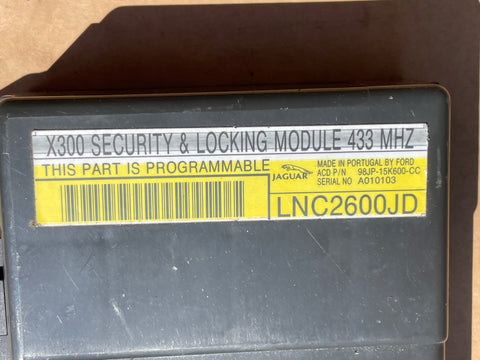 X300 SECURITY & LOCKING MODULE 433 MHZ
THIS PART IS PROGRAMMABLE
JAGUAR
MADE IN PORTUGAL BY FORD
ACD P/N 98JP-15K600-CC
SERIAL NO A010103
LNC2600JD